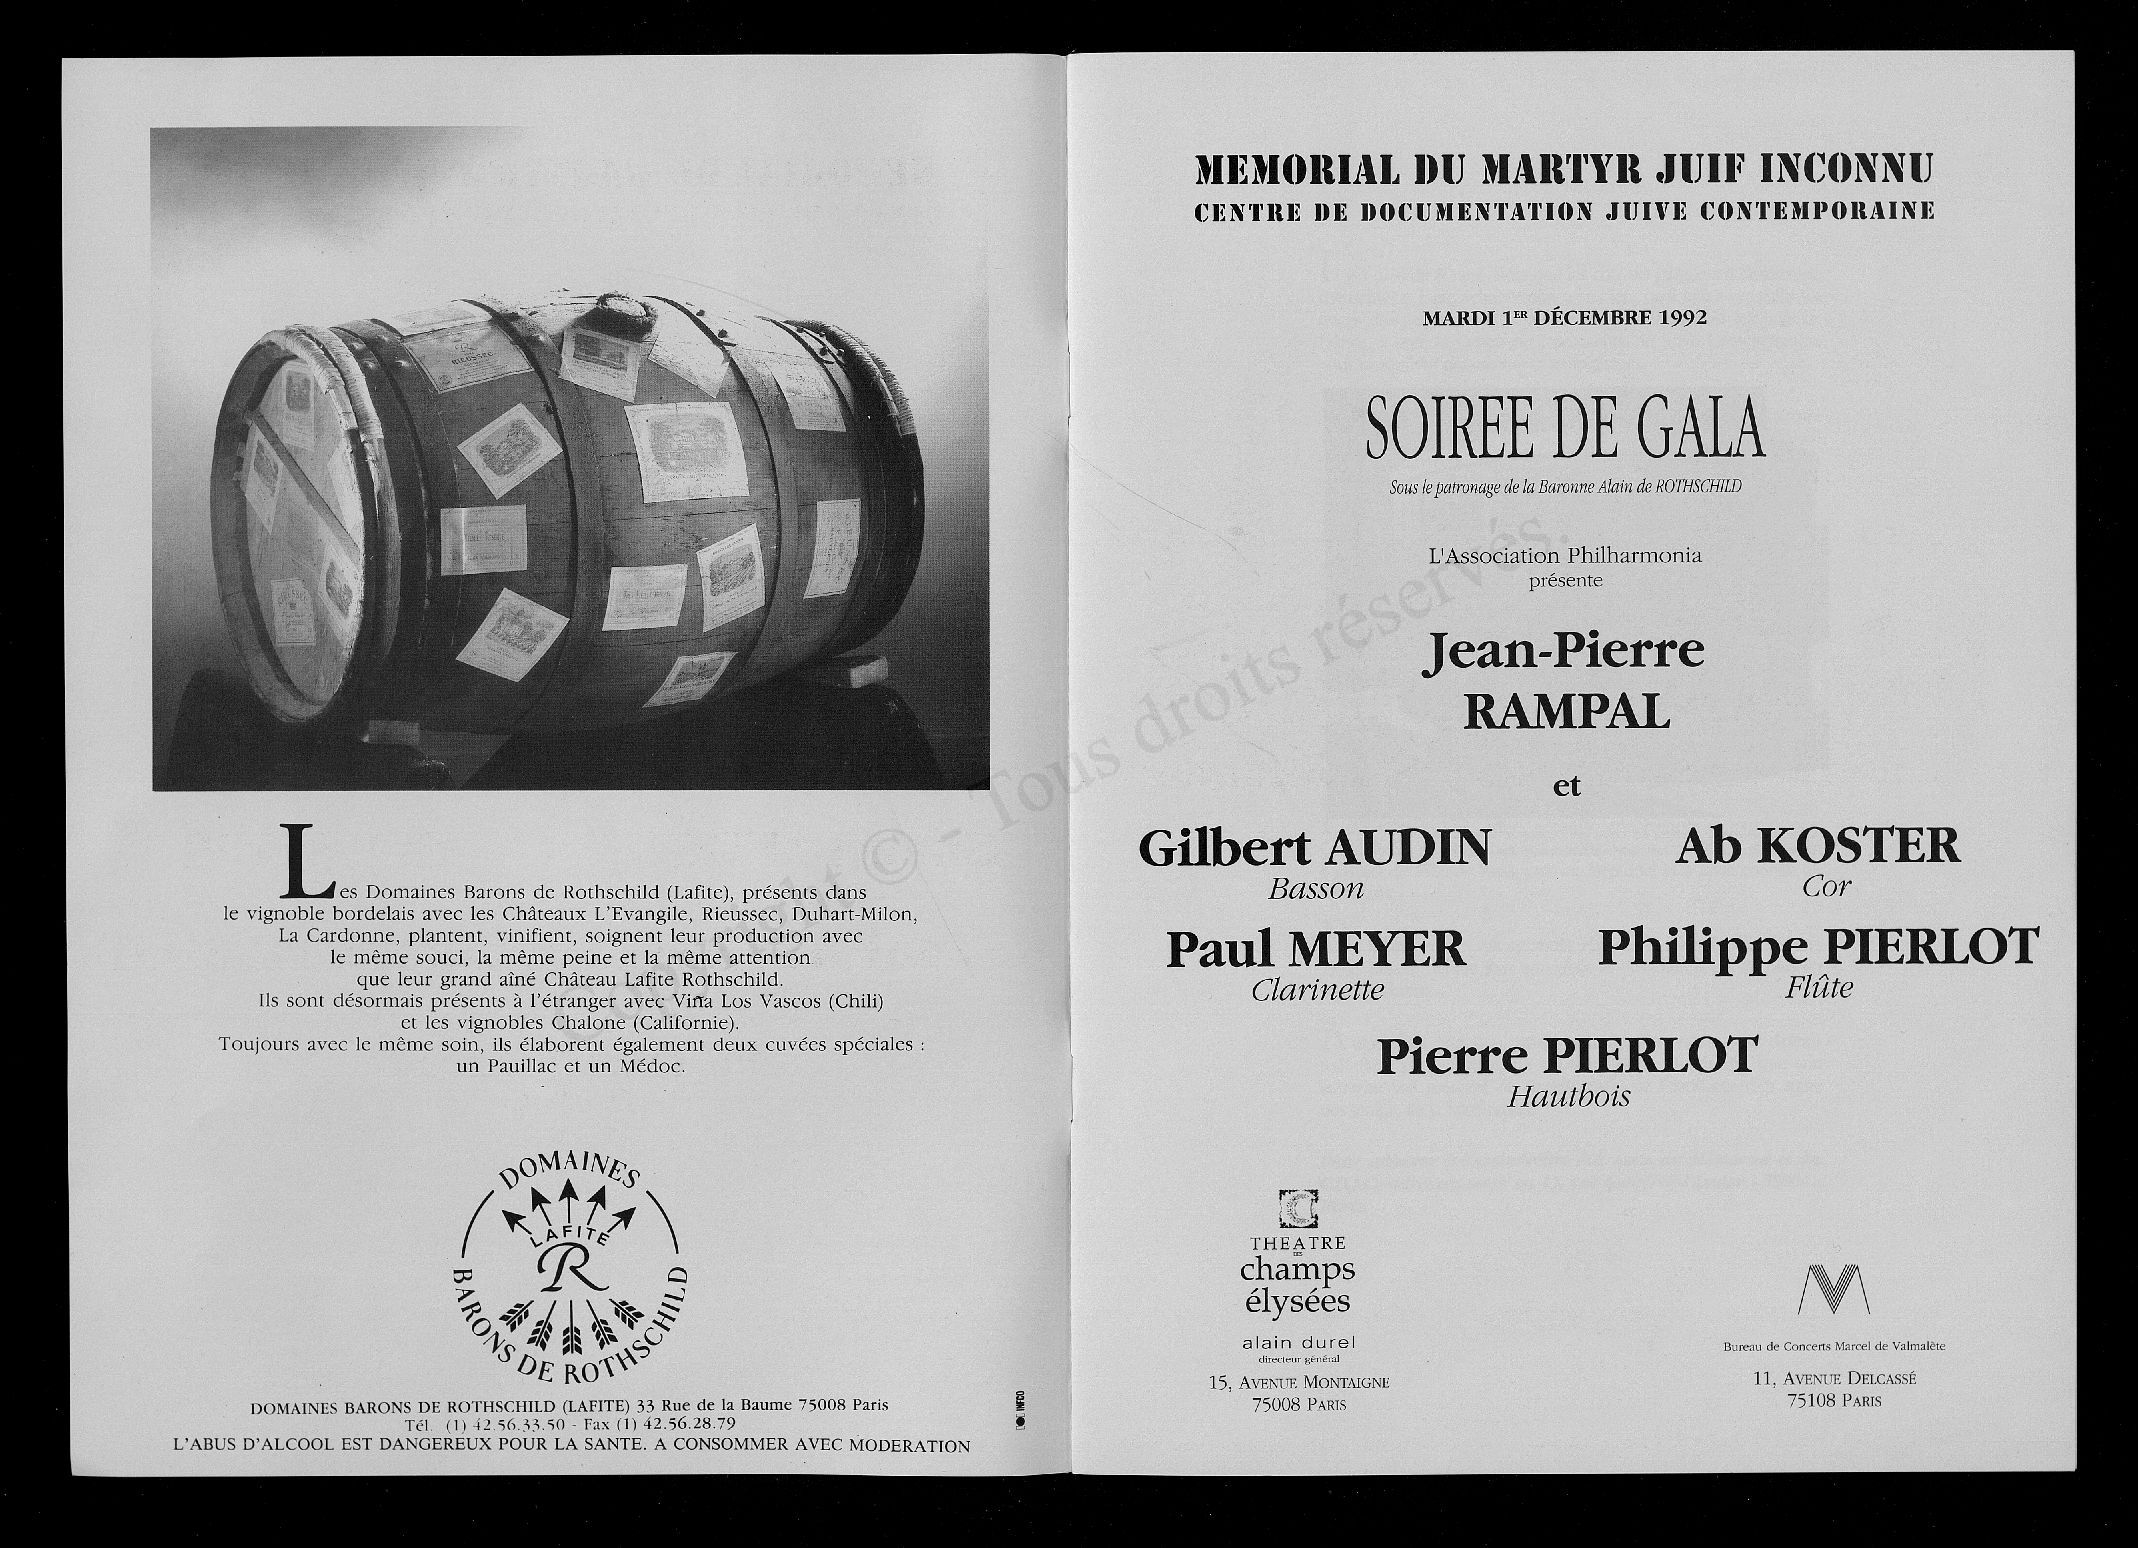 RIEUSSEC
Les Domaines Barons de Rothschild (Lafite), présents dans
le vignoble bordelais avec les Châteaux L'Evangile, Rieussec, Duhart-Milon,
La Cardonne, plantent, vinifient, soignent leur production avec
le même souci, la même peine et la même attention
que leur grand aîné Château Lafite Rothschild.
Ils sont désormais présents à l'étranger avec Viña Los Vascos (Chili)
et les vignobles Chalone (Californie).
Toujours avec le même soin, ils élaborent également deux cuvées spéciales :
un Pauillac et un Médoc.
DOMAINES
LAFITE
R
BARONS DE ROTHSCHILD
DOMAINES BARONS DE ROTHSCHILD (LAFITE) 33 Rue de la Baume 75008 Paris
Tél. (1) 42.56.33.50 - Fax (1) 42.56.28.79
L'ABUS D'ALCOOL EST DANGEREUX POUR LA SANTE. A CONSOMMER AVEC MODERATION
MEMORIAL DU MARTYR JUIF INCONNU
CENTRE DE DOCUMENTATION JUIVE CONTEMPORAINE
MARDI 1ER DÉCEMBRE 1992
SOIREE DE GALA
Sous le patronage de la Baronne Alain de ROTHSCHILD
L'Association Philharmonia
présente
Jean-Pierre
RAMPAL
et
Gilbert AUDIN
Basson
Ab KOSTER
Cor
Paul MEYER
Clarinette
Philippe PIERLOT
Flûte
Pierre PIERLOT
Hautbois
THEATRE
DES
champs
élysées
alain durel
directeur général
15, AVENUE MONTAIGNE
75008 PARIS
Bureau de Concerts Marcel de Valmalète
11, AVENUE DELCASSÉ
75108 PARIS
Copyright © - Tous droits réservés.